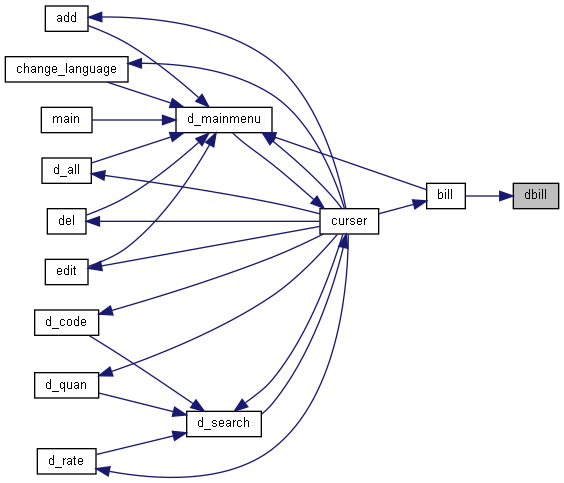 add
change_language
main
d_mainmenu
d_all
del
edit
curser
bill
dbill
d_code
d_quan
d_search
d_rate